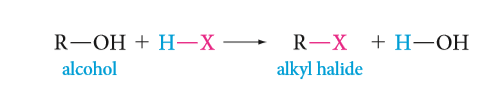 R—OH + H—X ⟶ R—X + H—OH
alcohol alkyl halide